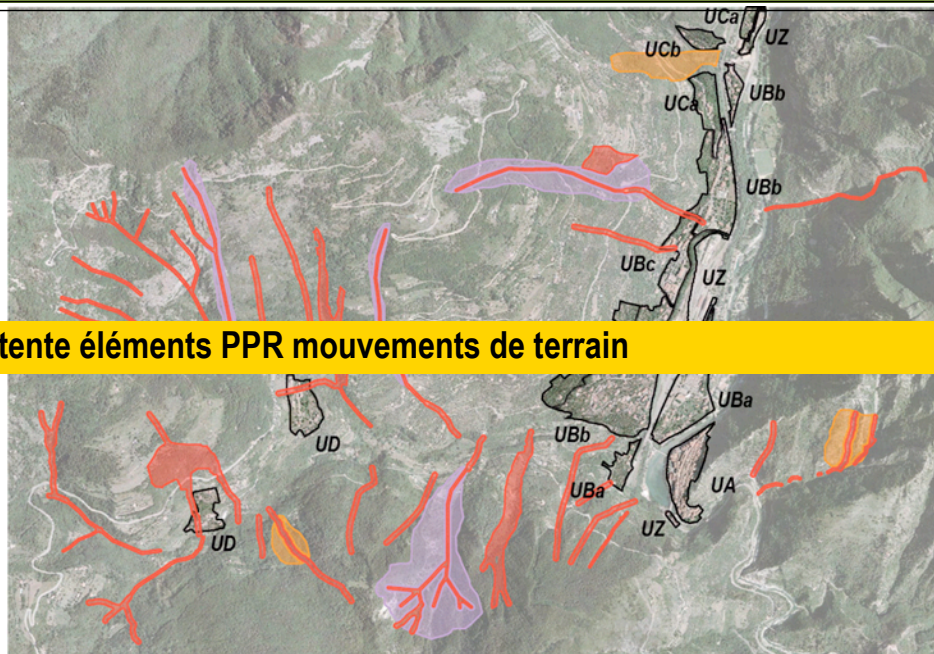 UCa
UZ
UCb
UCa
UBb
UBb
UBc
UZ
tente éléments PPR mouvements de terrain
UBa
UD
UBb
UBa
UA
UZ
UD